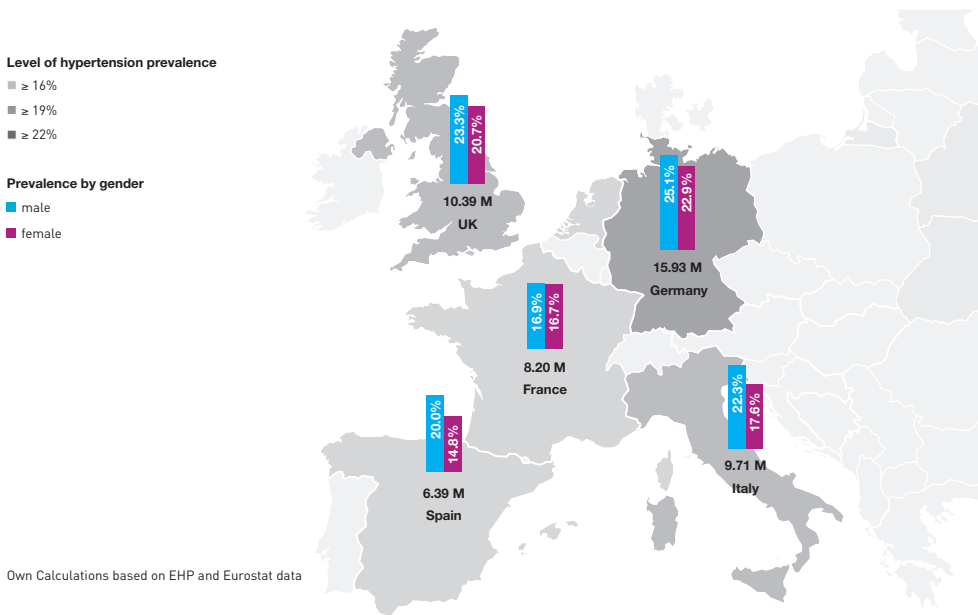 Level of hypertension prevalence
≥ 16%
≥ 19%
≥ 22%
Prevalence by gender
male
female
23.3%
20.7%
10.39 M
UK
25.1%
22.9%
15.93 M
Germany
16.9%
16.7%
8.20 M
France
22.3%
17.6%
9.71 M
Italy
20.0%
14.8%
6.39 M
Spain
Own Calculations based on EHP and Eurostat data